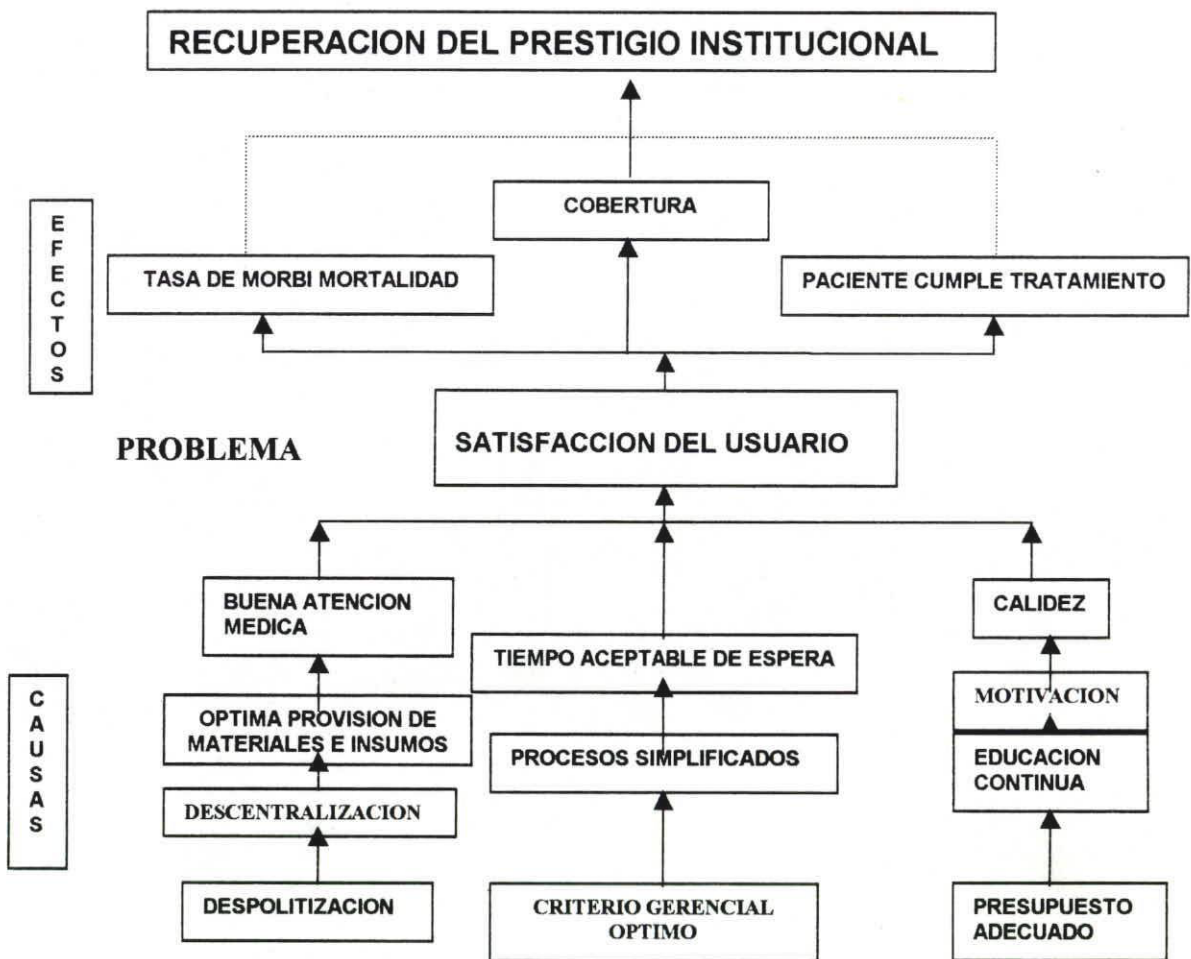 RECUPERACION DEL PRESTIGIO INSTITUCIONAL
EFECTOS
COBERTURA
TASA DE MORBI MORTALIDAD
PACIENTE CUMPLE TRATAMIENTO
PROBLEMA
SATISFACCION DEL USUARIO
CAUSAS
BUENA ATENCION
MEDICA
TIEMPO ACEPTABLE DE ESPERA
CALIDEZ
OPTIMA PROVISION DE
MATERIALES E INSUMOS
PROCESOS SIMPLIFICADOS
MOTIVACION
EDUCACION
CONTINUA
DESCENTRALIZACION
DESPOLITIZACION
CRITERIO GERENCIAL
OPTIMO
PRESUPUESTO
ADECUADO